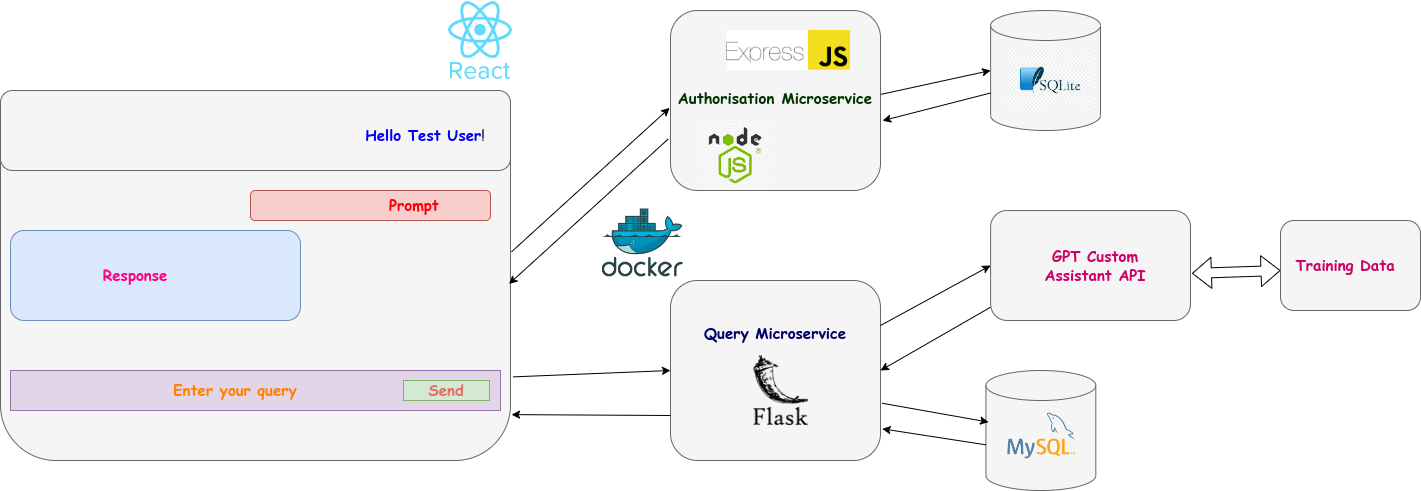 React
Hello Test User!
Prompt
Response
Enter your query
Send
Express
JS
Authorisation Microservice
node
JS
®
SQLite
docker
Query Microservice
Flask
GPT Custom
Assistant API
Training Data
MySQL